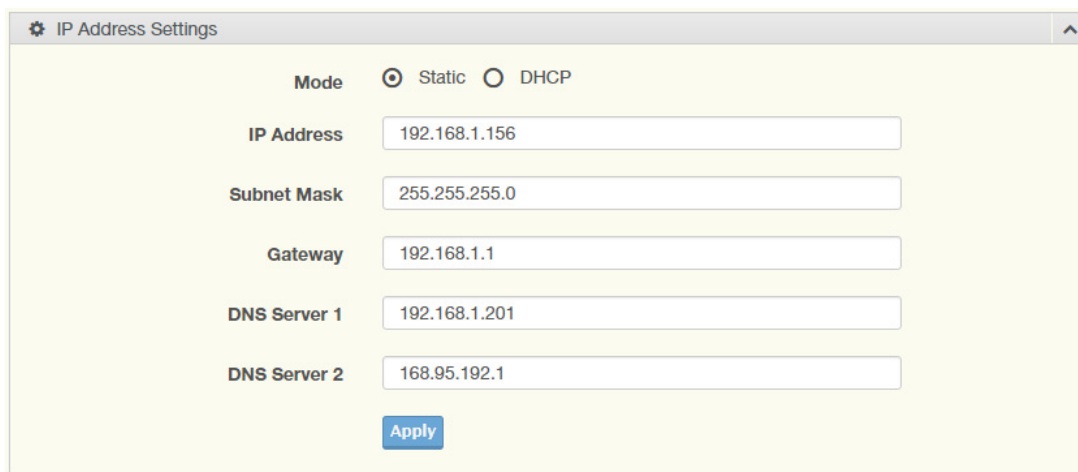 IP Address Settings
Mode Static DHCP
IP Address 192.168.1.156
Subnet Mask 255.255.255.0
Gateway 192.168.1.1
DNS Server 1 192.168.1.201
DNS Server 2 168.95.192.1
Apply